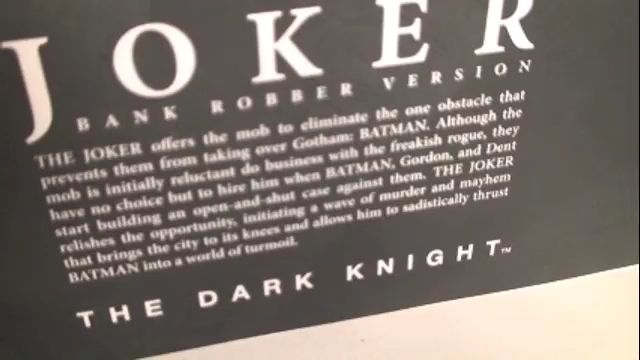 JOKER
BANK ROBBER VERSION
THE JOKER offers the mob to eliminate the one obstacle that
prevents them from taking over Gotham: BATMAN. Although the
mob is initially reluctant do business with the freakish rogue, they
have no choice but to hire him when BATMAN, Gordon, and Dent
start building an open-and-shut case against them. THE JOKER
relishes the opportunity, initiating a wave of murder and mayhem
that brings the city to its knees and allows him to sadistically thrust
BATMAN into a world of turmoil.
THE DARK KNIGHT™